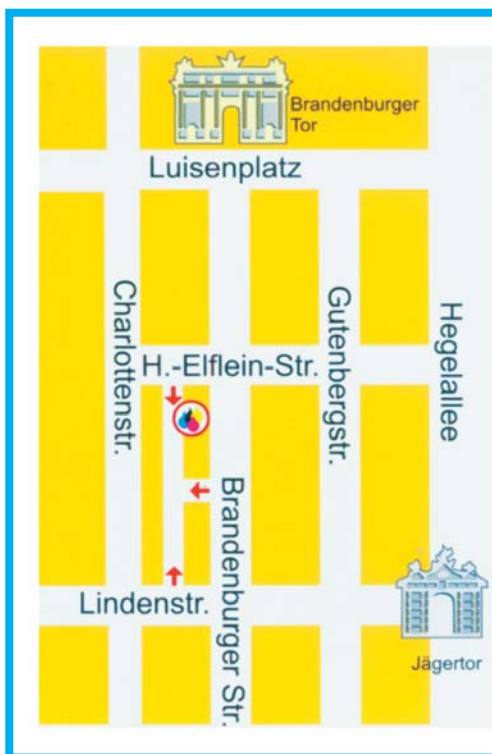 Brandenburger
Tor
Luisenplatz
Charlottenstr.
Gutenbergstr.
Hegelallee
H.-Elflein-Str.
Brandenburger Str.
Lindenstr.
Jägertor